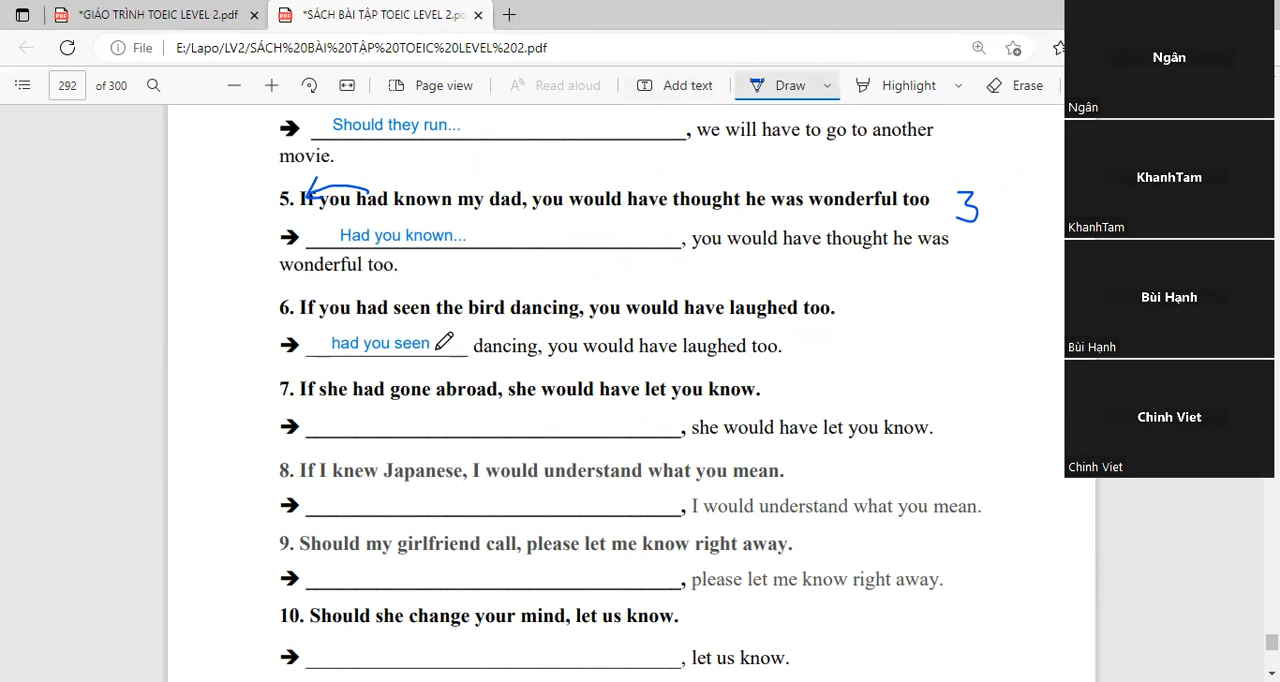 *GIÁO TRÌNH TOEIC LEVEL 2.pdf
*SÁCH BÀI TẬP TOEIC LEVEL 2.pd
File E:/Lapo/LV2/SÁCH%20BÀI%20TẬP%20TOEIC%20LEVEL%202.pdf
292 of 300 Page view Read aloud Add text Draw Highlight Erase
Should they run... , we will have to go to another
movie.
5. If you had known my dad, you would have thought he was wonderful too 3
Had you known... , you would have thought he was
wonderful too.
6. If you had seen the bird dancing, you would have laughed too.
had you seen dancing, you would have laughed too.
7. If she had gone abroad, she would have let you know.
, she would have let you know.
8. If I knew Japanese, I would understand what you mean.
, I would understand what you mean.
9. Should my girlfriend call, please let me know right away.
, please let me know right away.
10. Should she change your mind, let us know.
, let us know.
Ngân
Ngân
KhanhTam
KhanhTam
Bùi Hạnh
Bùi Hạnh
Chinh Viet
Chinh Viet